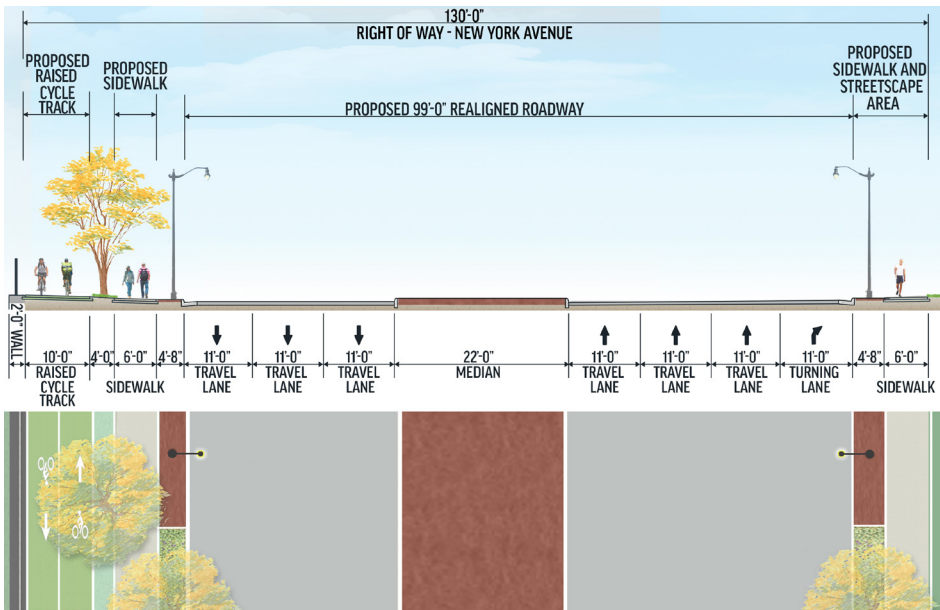 130'-0"
RIGHT OF WAY - NEW YORK AVENUE
PROPOSED
RAISED
CYCLE
TRACK
PROPOSED
SIDEWALK
PROPOSED 99'-0" REALIGNED ROADWAY
PROPOSED
SIDEWALK AND
STREETSCAPE
AREA
2'-0" WALL
10'-0"
RAISED
CYCLE
TRACK
4'-0"
6'-0"
SIDEWALK
4'-8"
11'-0"
TRAVEL
LANE
11'-0"
TRAVEL
LANE
11'-0"
TRAVEL
LANE
22'-0"
MEDIAN
11'-0"
TRAVEL
LANE
11'-0"
TRAVEL
LANE
11'-0"
TRAVEL
LANE
11'-0"
TURNING
LANE
4'-8"
6'-0"
SIDEWALK